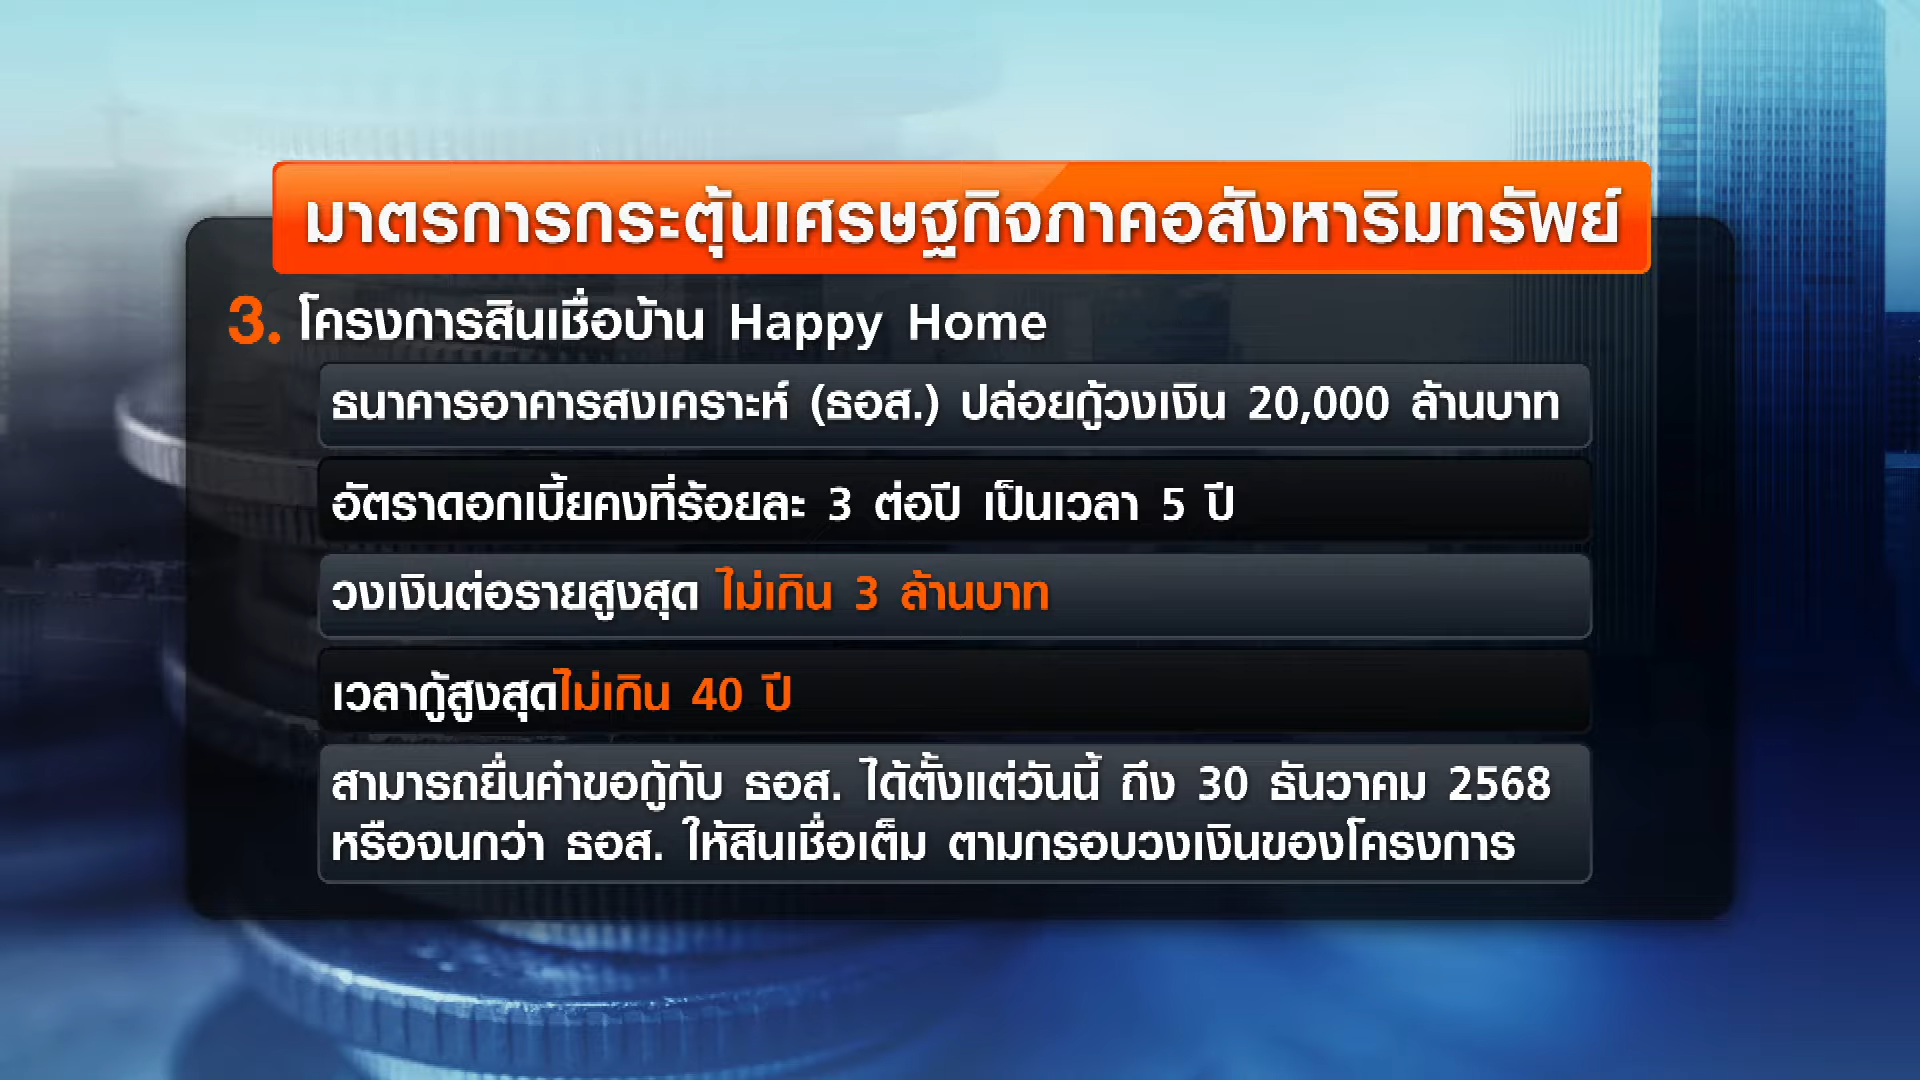 มาตรการกระตุ้นเศรษฐกิจภาคอสังหาริมทรัพย์
3. โครงการสินเชื่อบ้าน Happy Home
ธนาคารอาคารสงเคราะห์ (ธอส.) ปล่อยกู้วงเงิน 20,000 ล้านบาท
อัตราดอกเบี้ยคงที่ร้อยละ 3 ต่อปี เป็นเวลา 5 ปี
วงเงินต่อรายสูงสุด ไม่เกิน 3 ล้านบาท
เวลากู้สูงสุดไม่เกิน 40 ปี
สามารถยื่นคำขอกู้กับ ธอส. ได้ตั้งแต่วันนี้ ถึง 30 ธันวาคม 2568
หรือจนกว่า ธอส. ให้สินเชื่อเต็ม ตามกรอบวงเงินของโครงการ